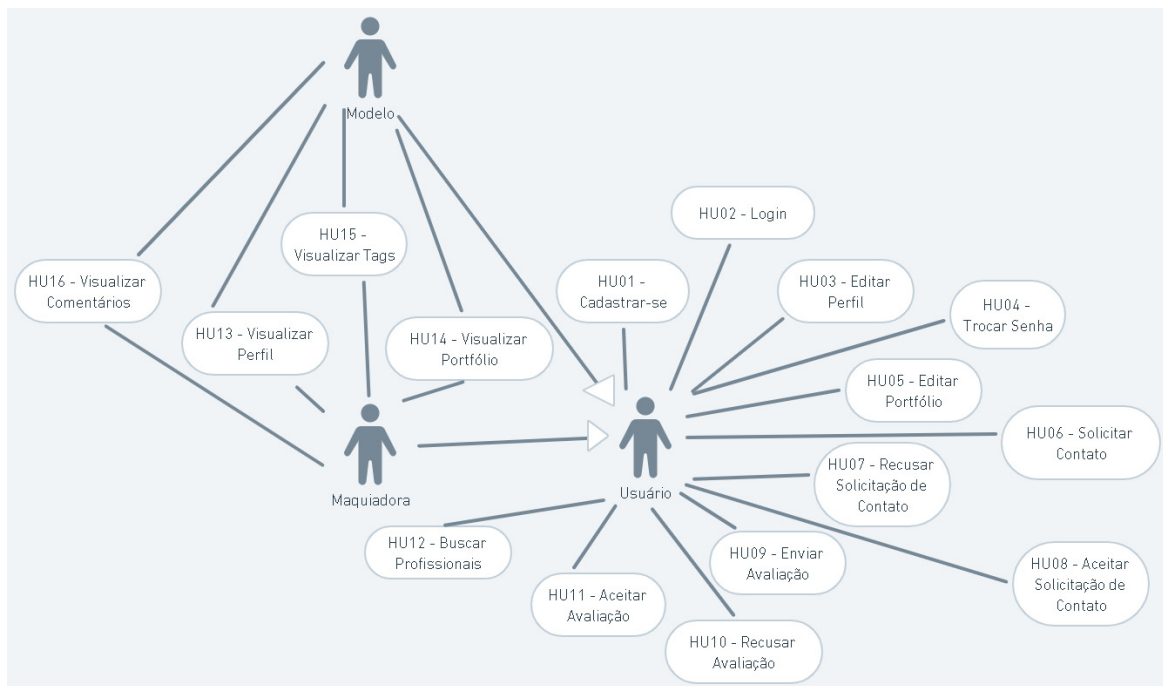 Modelo
HU02 - Login
HU15 -
Visualizar Tags
HU16 - Visualizar
Comentários
HU01 -
Cadastrar-se
HU03 - Editar
Perfil
HU04 -
Trocar Senha
HU13 - Visualizar
Perfil
HU14 - Visualizar
Portfólio
HU05 - Editar
Portfólio
HU06 - Solicitar
Contato
HU07 - Recusar
Solicitação de
Contato
Maquiadora
Usuário
HU12 - Buscar
Profissionais
HU09 - Enviar
Avaliação
HU08 - Aceitar
Solicitação de
Contato
HU11 - Aceitar
Avaliação
HU10 - Recusar
Avaliação